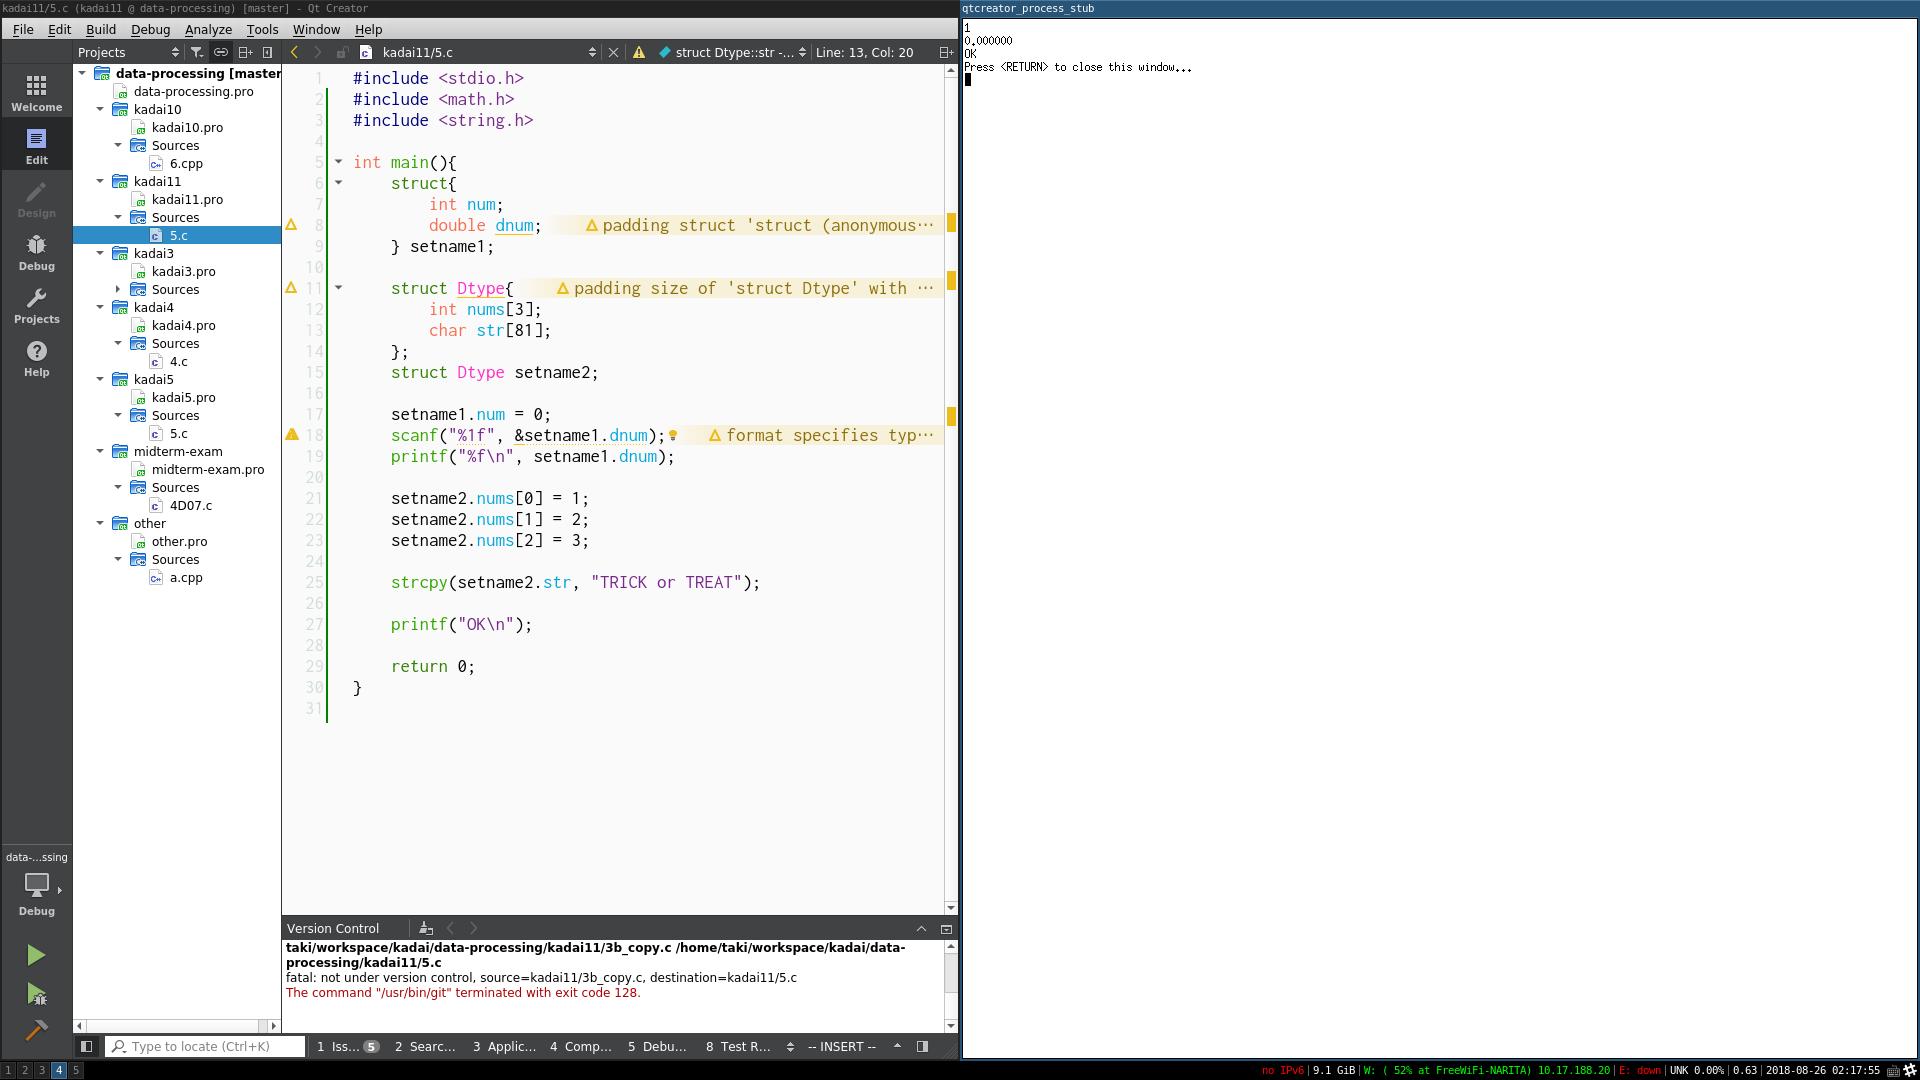 kadai11/5.c (kadai11 @ data-processing) [master] - Qt Creator
File Edit Build Debug Analyze Tools Window Help
Projects
kadai11/5.c
struct Dtype::str -...
Line: 13, Col: 20
Welcome
Edit
Design
Debug
Projects
Help
data-...ssing
Debug
data-processing [master
data-processing.pro
kadai10
kadai10.pro
Sources
6.cpp
kadai11
kadai11.pro
Sources
5.c
kadai3
kadai3.pro
Sources
kadai4
kadai4.pro
Sources
4.c
kadai5
kadai5.pro
Sources
5.c
midterm-exam
midterm-exam.pro
Sources
4D07.c
other
other.pro
Sources
a.cpp
1 #include <stdio.h>
2 #include <math.h>
3 #include <string.h>
4
5 int main(){
6 struct{
7 int num;
8 double dnum; padding struct 'struct (anonymous…
9 } setname1;
10
11 struct Dtype{ padding size of 'struct Dtype' with …
12 int nums[3];
13 char str[81];
14 };
15 struct Dtype setname2;
16
17 setname1.num = 0;
18 scanf("%1f", &setname1.dnum); format specifies typ…
19 printf("%f\n", setname1.dnum);
20
21 setname2.nums[0] = 1;
22 setname2.nums[1] = 2;
23 setname2.nums[2] = 3;
24
25 strcpy(setname2.str, "TRICK or TREAT");
26
27 printf("OK\n");
28
29 return 0;
30 }
31
Version Control
taki/workspace/kadai/data-processing/kadai11/3b_copy.c /home/taki/workspace/kadai/data-
processing/kadai11/5.c
fatal: not under version control, source=kadai11/3b_copy.c, destination=kadai11/5.c
The command "/usr/bin/git" terminated with exit code 128.
Type to locate (Ctrl+K)
1 Iss... 5 2 Searc... 3 Applic... 4 Comp... 5 Debu... 8 Test R... -- INSERT --
qtcreator_process_stub
1
0.000000
OK
Press <RETURN> to close this window...
1 2 3 4 5
no IPv6 | 9.1 GiB | W: ( 52% at FreeWiFi-NARITA) 10.17.188.20 | E: down | UNK 0.00% | 0.63 | 2018-08-26 02:17:55